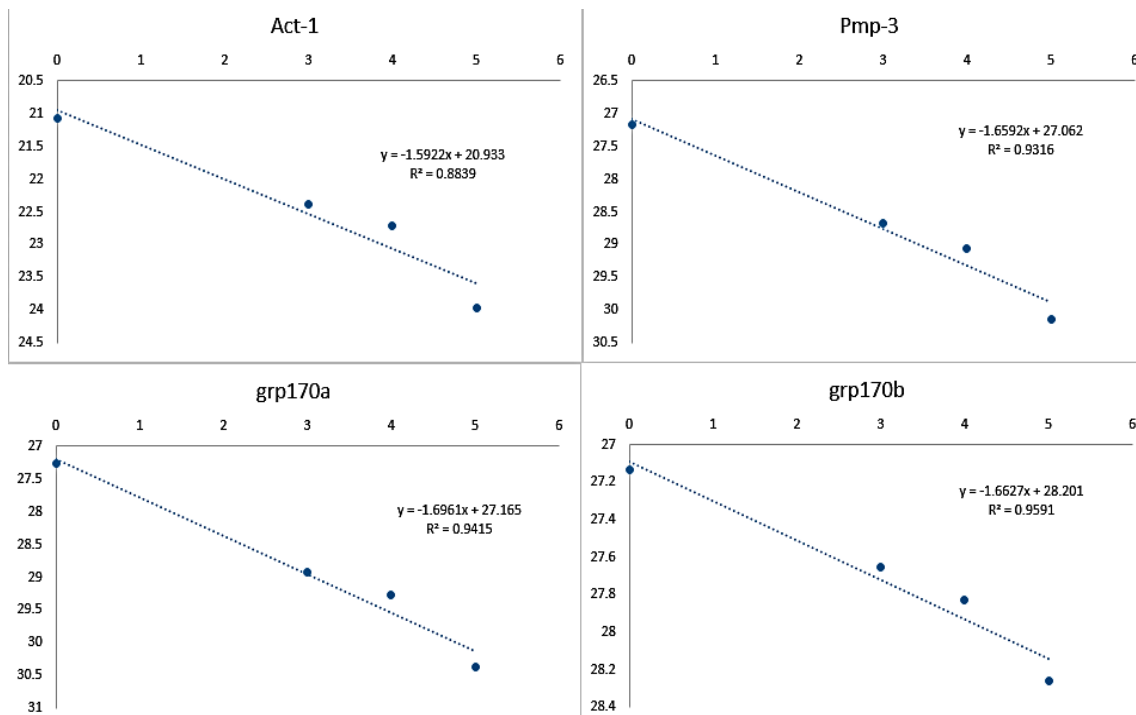 Act-1
0 1 2 3 4 5 6
20.5
21
21.5
22
22.5
23
23.5
24
24.5
y = -1.5922x + 20.933
R² = 0.8839
Pmp-3
0 1 2 3 4 5 6
26.5
27
27.5
28
28.5
29
29.5
30
30.5
y = -1.6592x + 27.062
R² = 0.9316
grp170a
0 1 2 3 4 5 6
27
27.5
28
28.5
29
29.5
30
30.5
31
y = -1.6961x + 27.165
R² = 0.9415
grp170b
0 1 2 3 4 5 6
27
27.2
27.4
27.6
27.8
28
28.2
28.4
y = -1.6627x + 28.201
R² = 0.9591